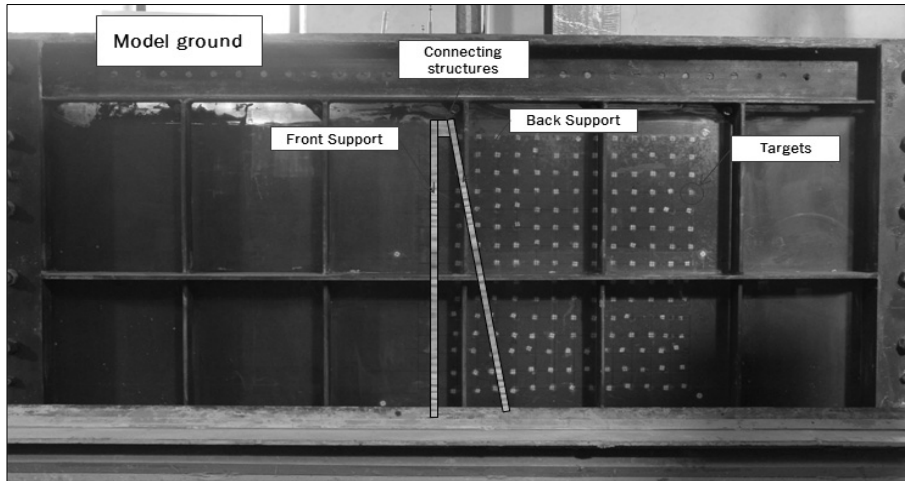 Model ground
Connecting
structures
Front Support
Back Support
Targets